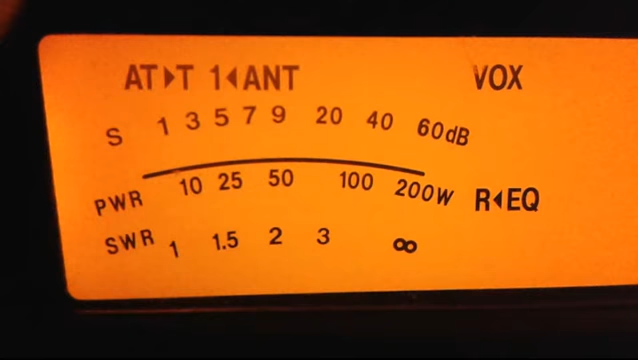 AT▶T 1◀ANT VOX
S 1 3 5 7 9 20 40 60dB
PWR 10 25 50 100 200W R◀EQ
SWR 1 1.5 2 3 ∞